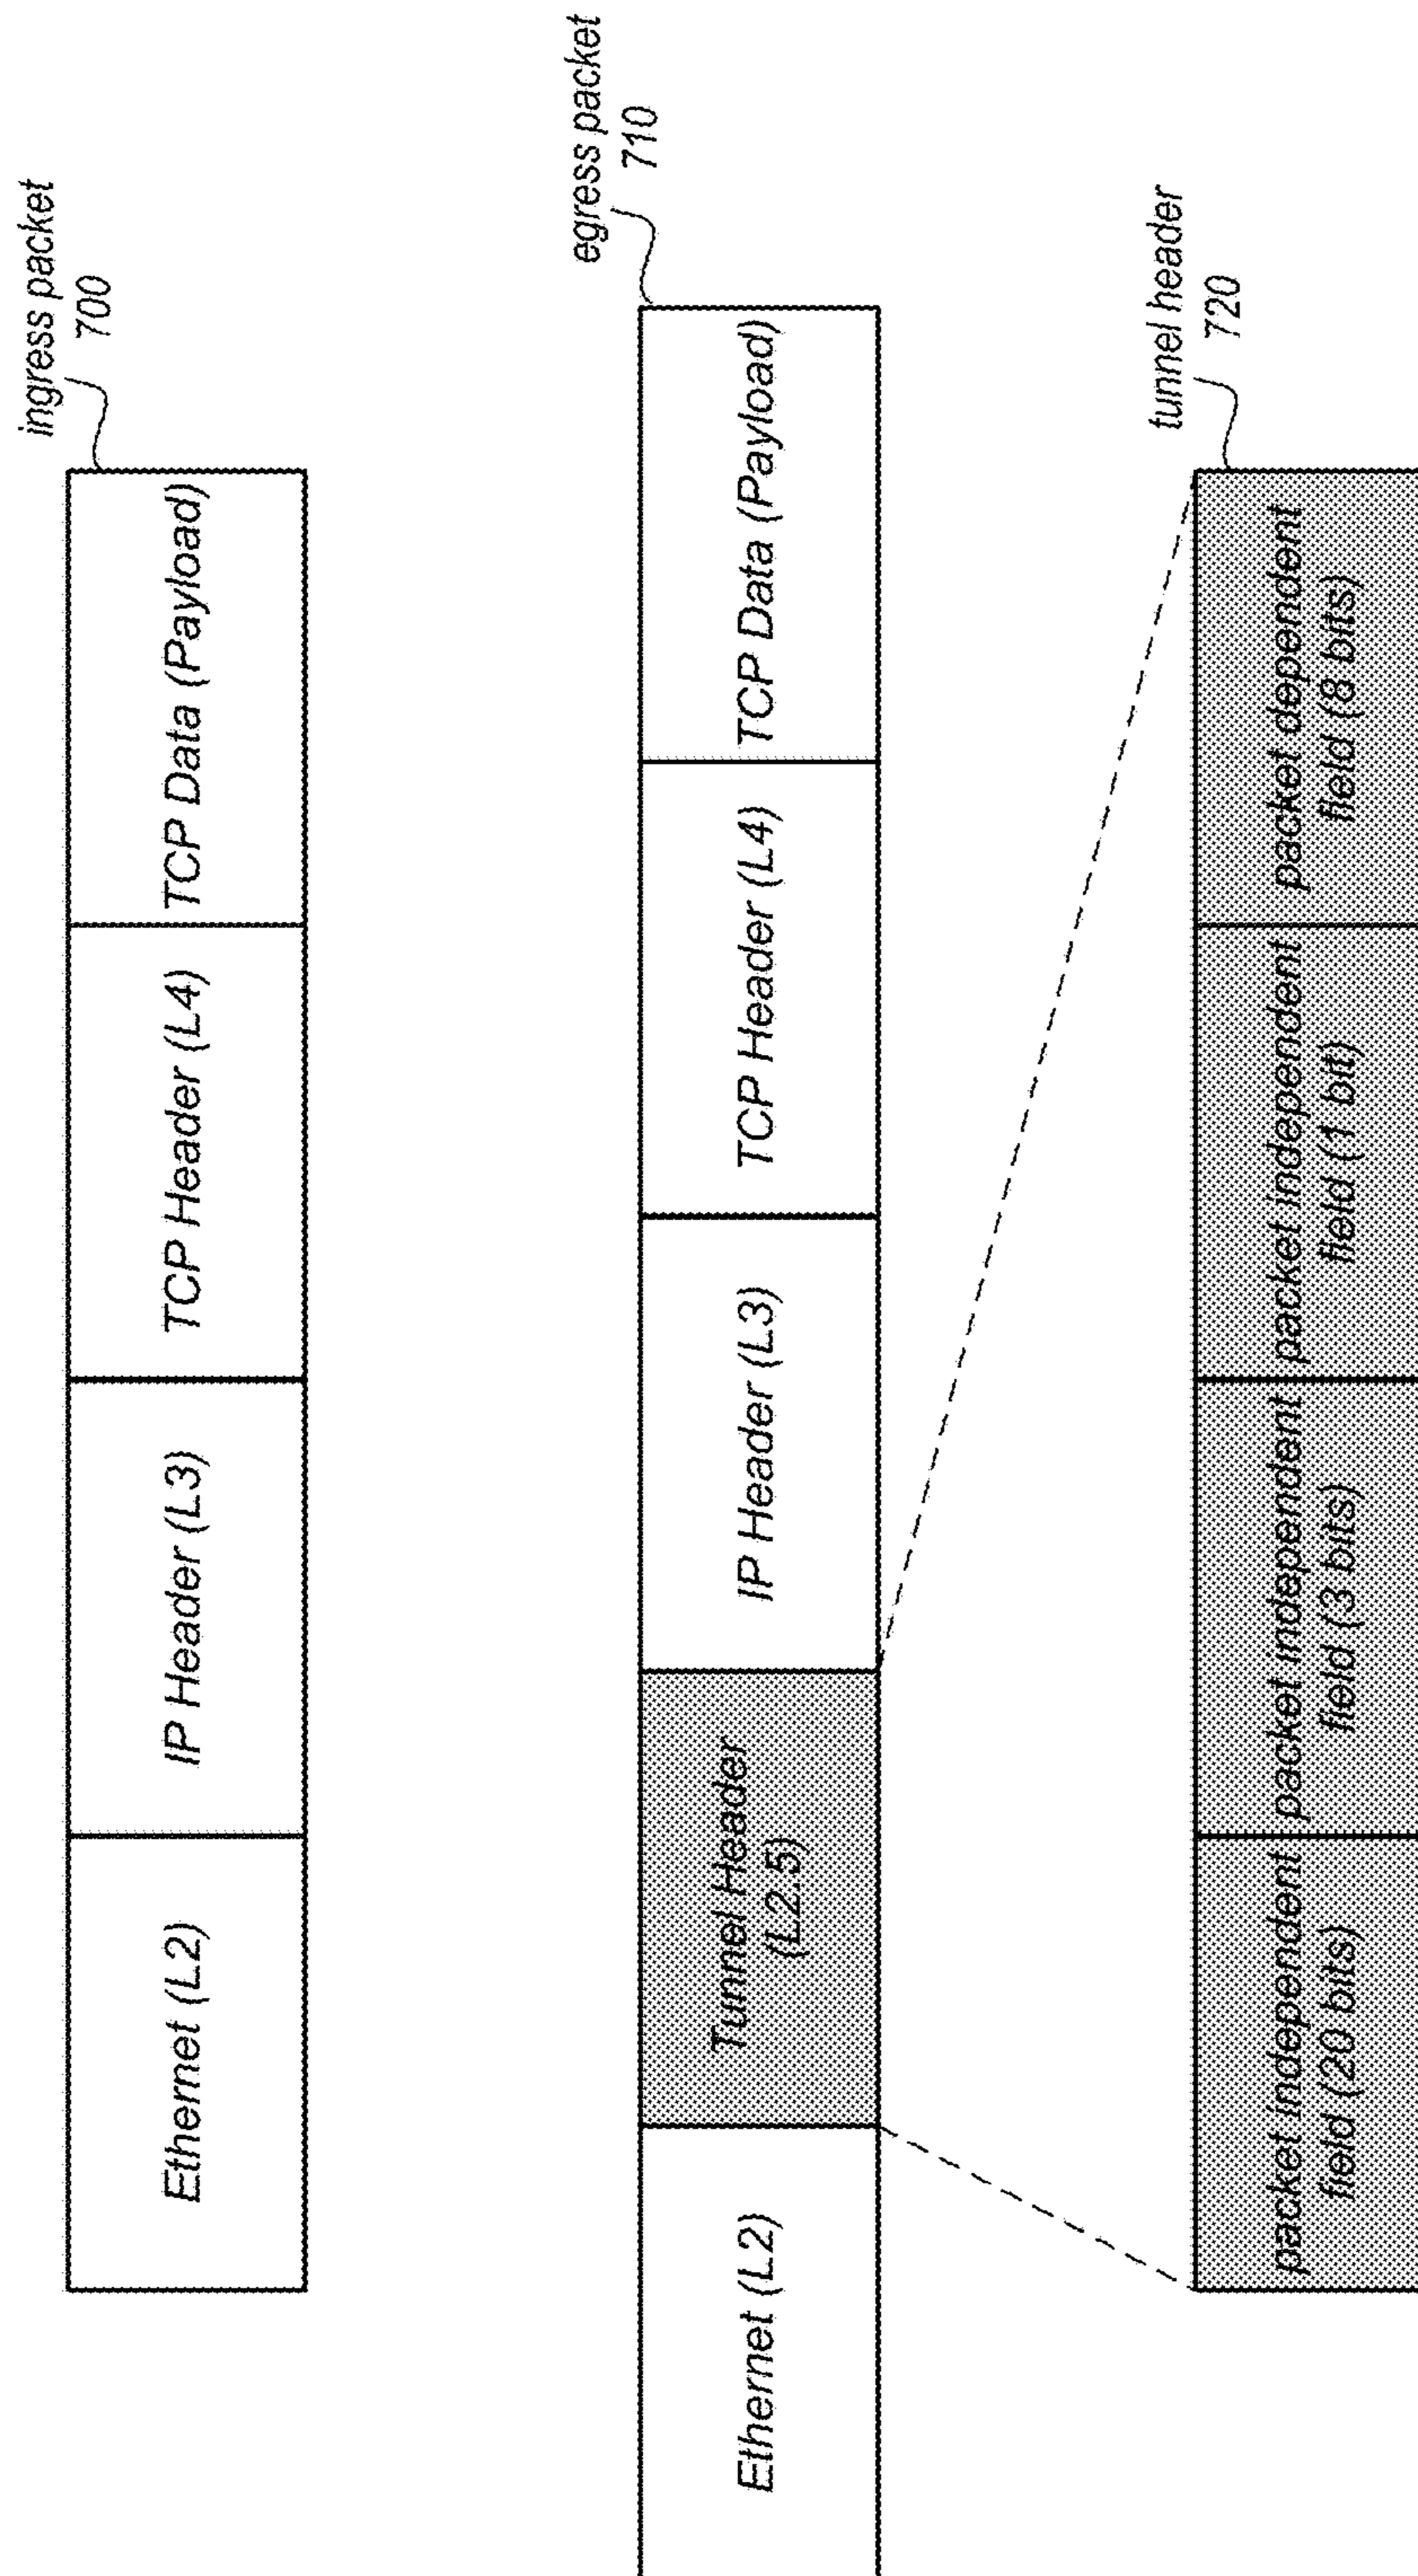 ingress packet
700
Ethernet (L2)
IP Header (L3)
TCP Header (L4)
TCP Data (Payload)
egress packet
710
Ethernet (L2)
Tunnel Header
(L2.5)
IP Header (L3)
TCP Header (L4)
TCP Data (Payload)
tunnel header
720
packet independent
field (20 bits)
packet independent
field (3 bits)
packet independent
field (1 bit)
packet dependent
field (8 bits)